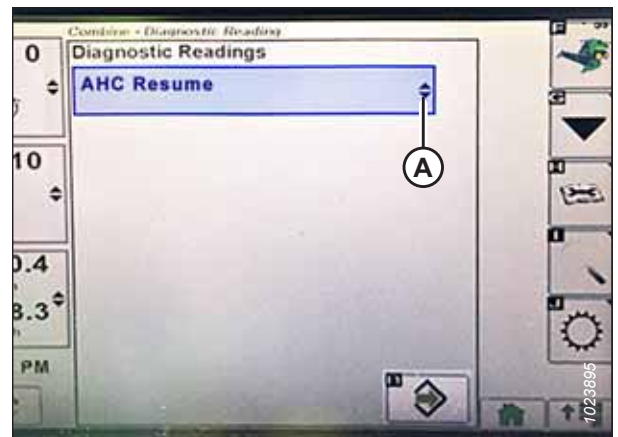 Combine - Diagnostic Reading
Diagnostic Readings
AHC Resume
A
0
10
0.4
8.3
h
PM
1023895